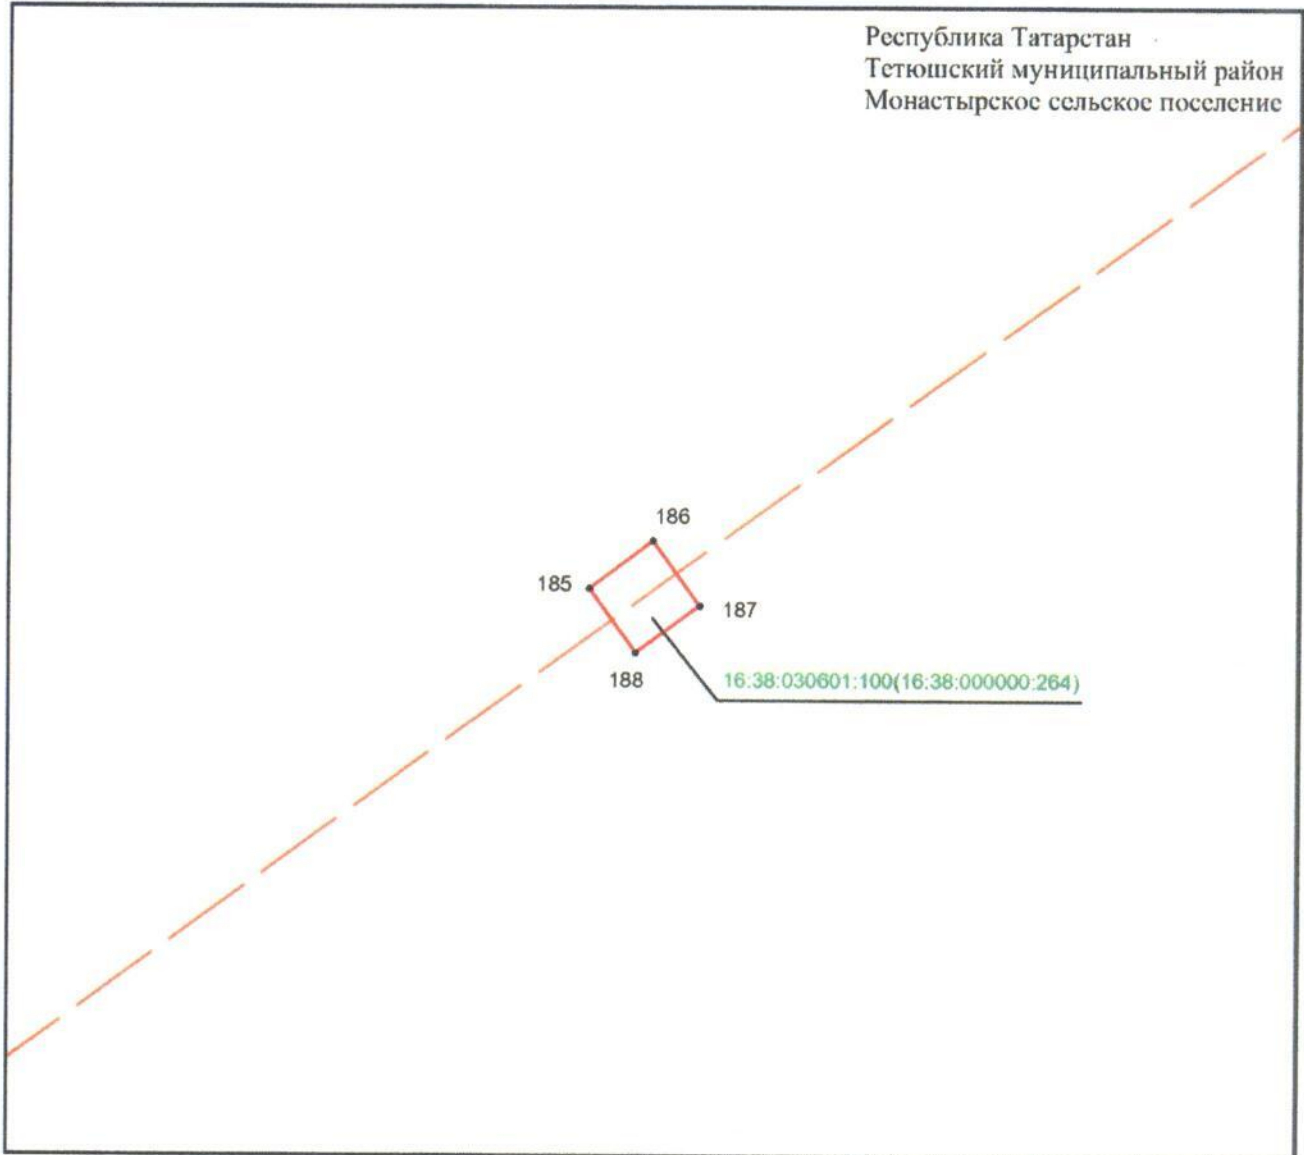 Республика Татарстан
Тетюшский муниципальный район
Монастырское сельское поселение
186
185
187
188
16:38:030601:100(16:38:000000:264)